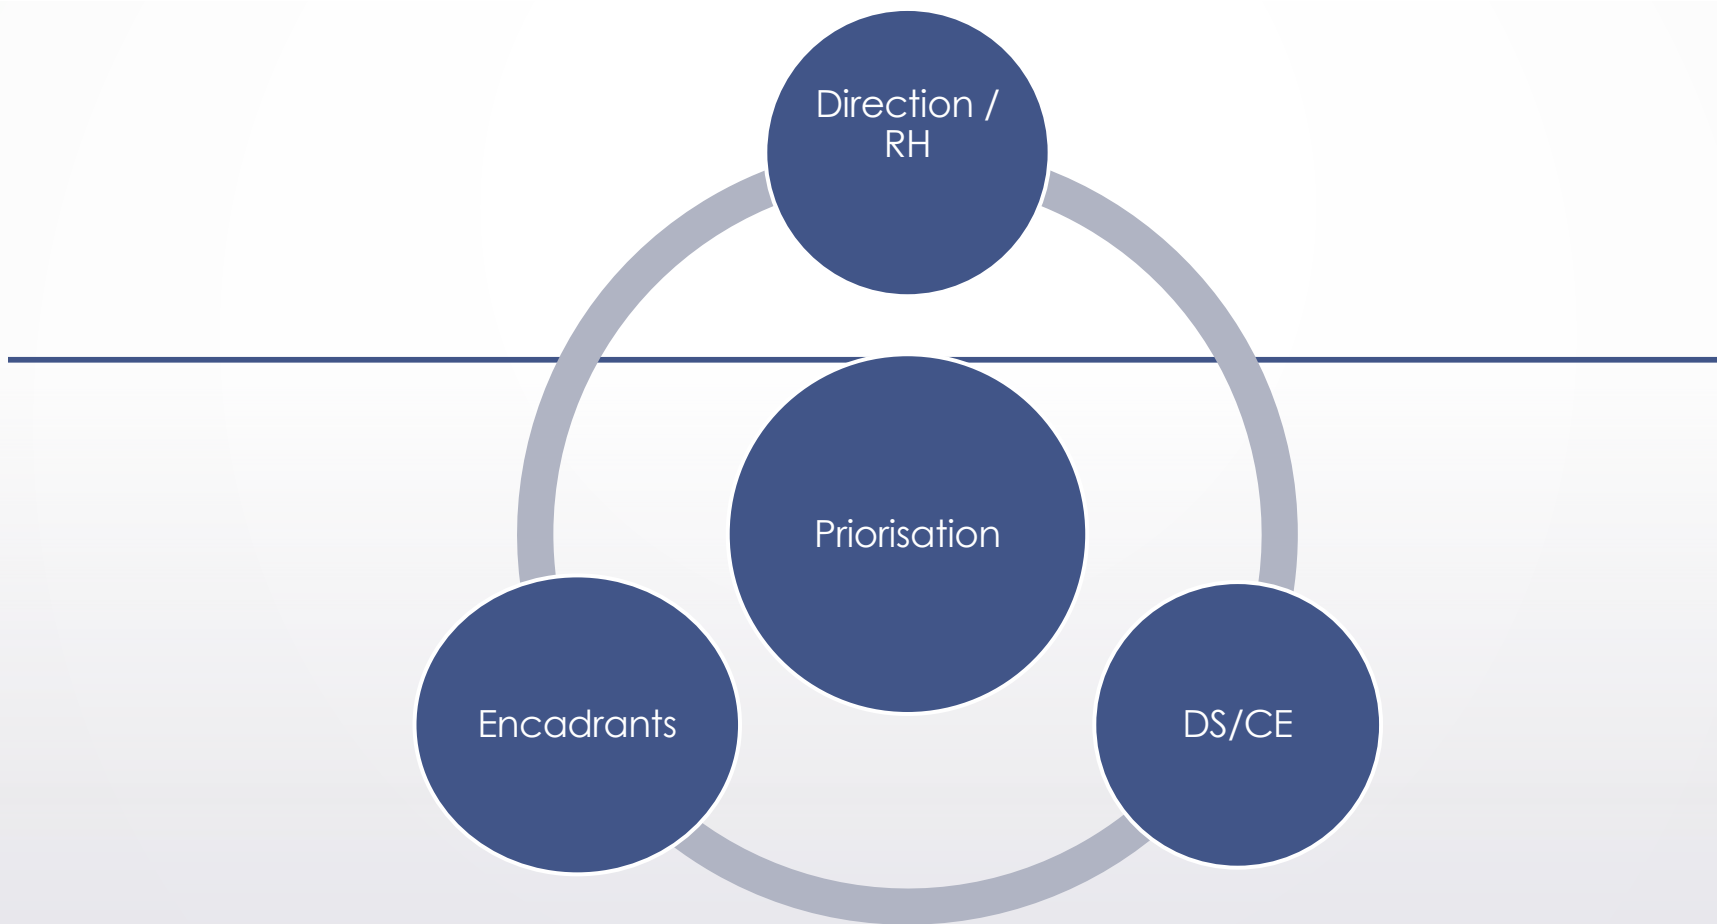 Direction /
RH
Priorisation
Encadrants
DS/CE